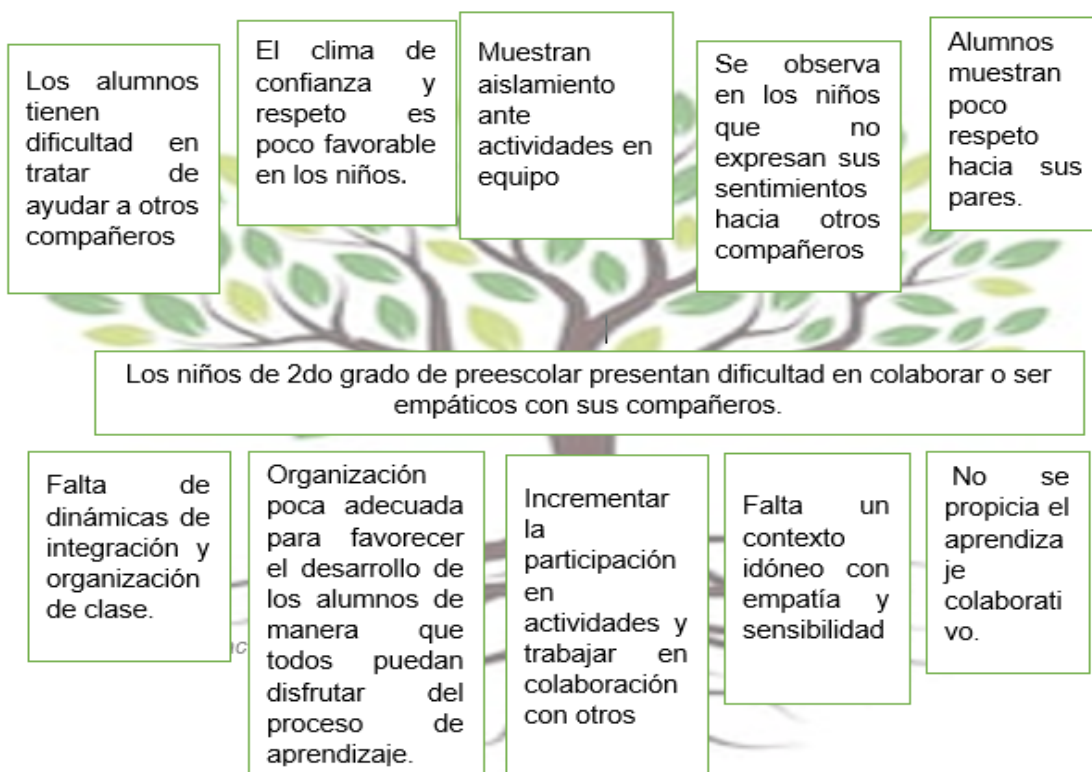 Los alumnos
tienen
dificultad en
tratar de
ayudar a otros
compañeros
El clima de
confianza y
respeto es
poco favorable
en los niños.
Muestran
aislamiento
ante
actividades en
equipo
Se observa
en los niños
que no
expresan sus
sentimientos
hacia otros
compañeros
Alumnos
muestran
poco
respeto
hacia sus
pares.
Los niños de 2do grado de preescolar presentan dificultad en colaborar o ser
empáticos con sus compañeros.
Falta de
dinámicas de
integración y
organización
de clase.
Organización
poca adecuada
para favorecer
el desarrollo de
los alumnos de
manera que
todos puedan
disfrutar del
proceso de
aprendizaje.
Incrementar
la
participación
en
actividades y
trabajar en
colaboración
con otros
Falta un
contexto
idóneo con
empatía y
sensibilidad
No se
propicia el
aprendiza
je
colaborati
vo.